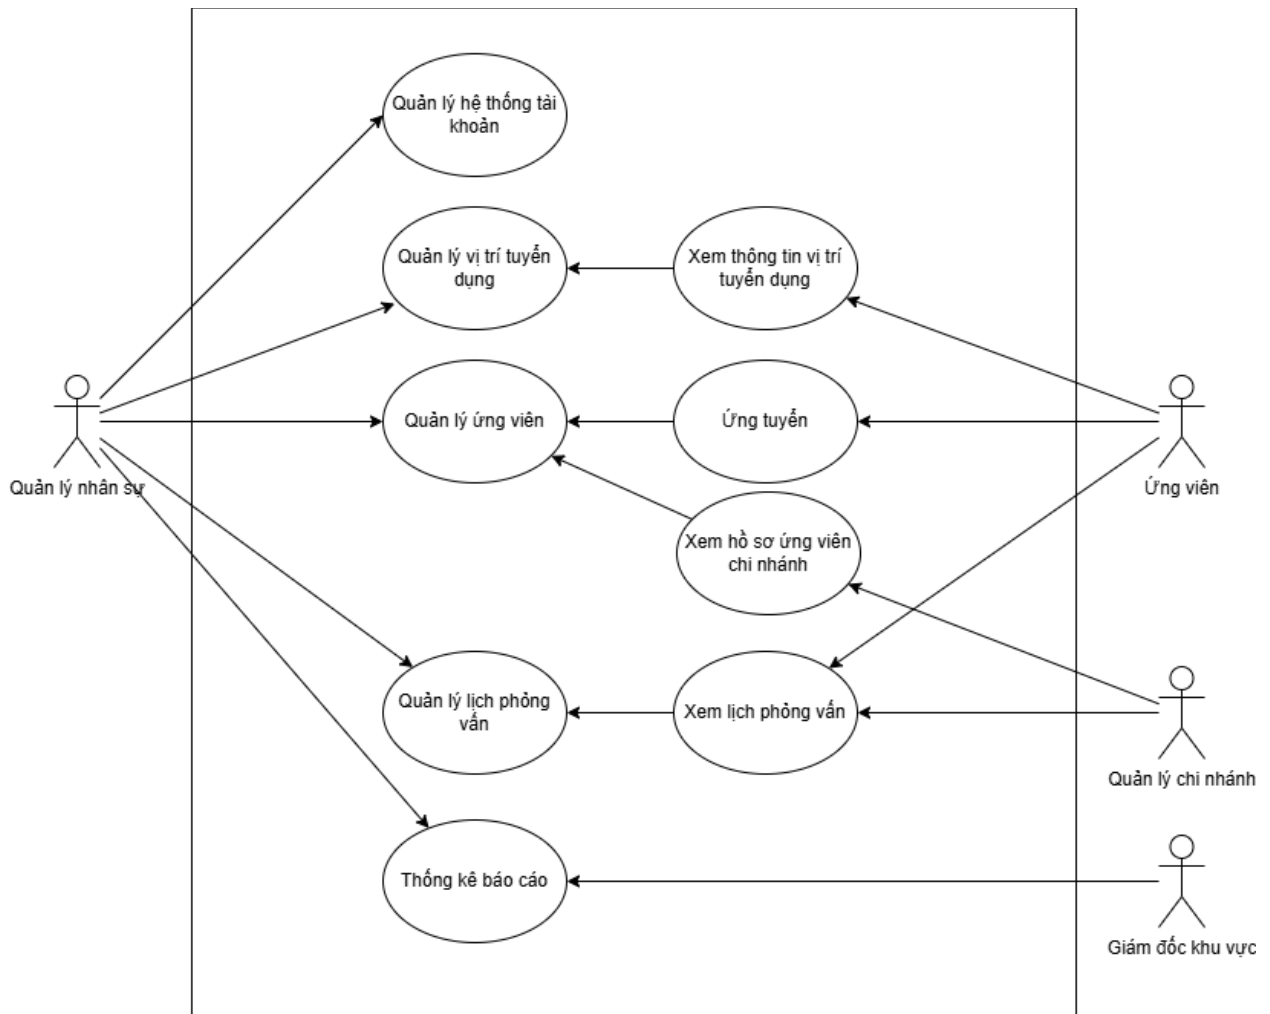 Quản lý hệ thống tài
khoản
Quản lý vị trí tuyển
dụng
Xem thông tin vị trí
tuyển dụng
Quản lý ứng viên
Ứng tuyển
Quản lý nhân sự
Ứng viên
Xem hồ sơ ứng viên
chi nhánh
Quản lý lịch phỏng
vấn
Xem lịch phỏng vấn
Quản lý chi nhánh
Thống kê báo cáo
Giám đốc khu vực